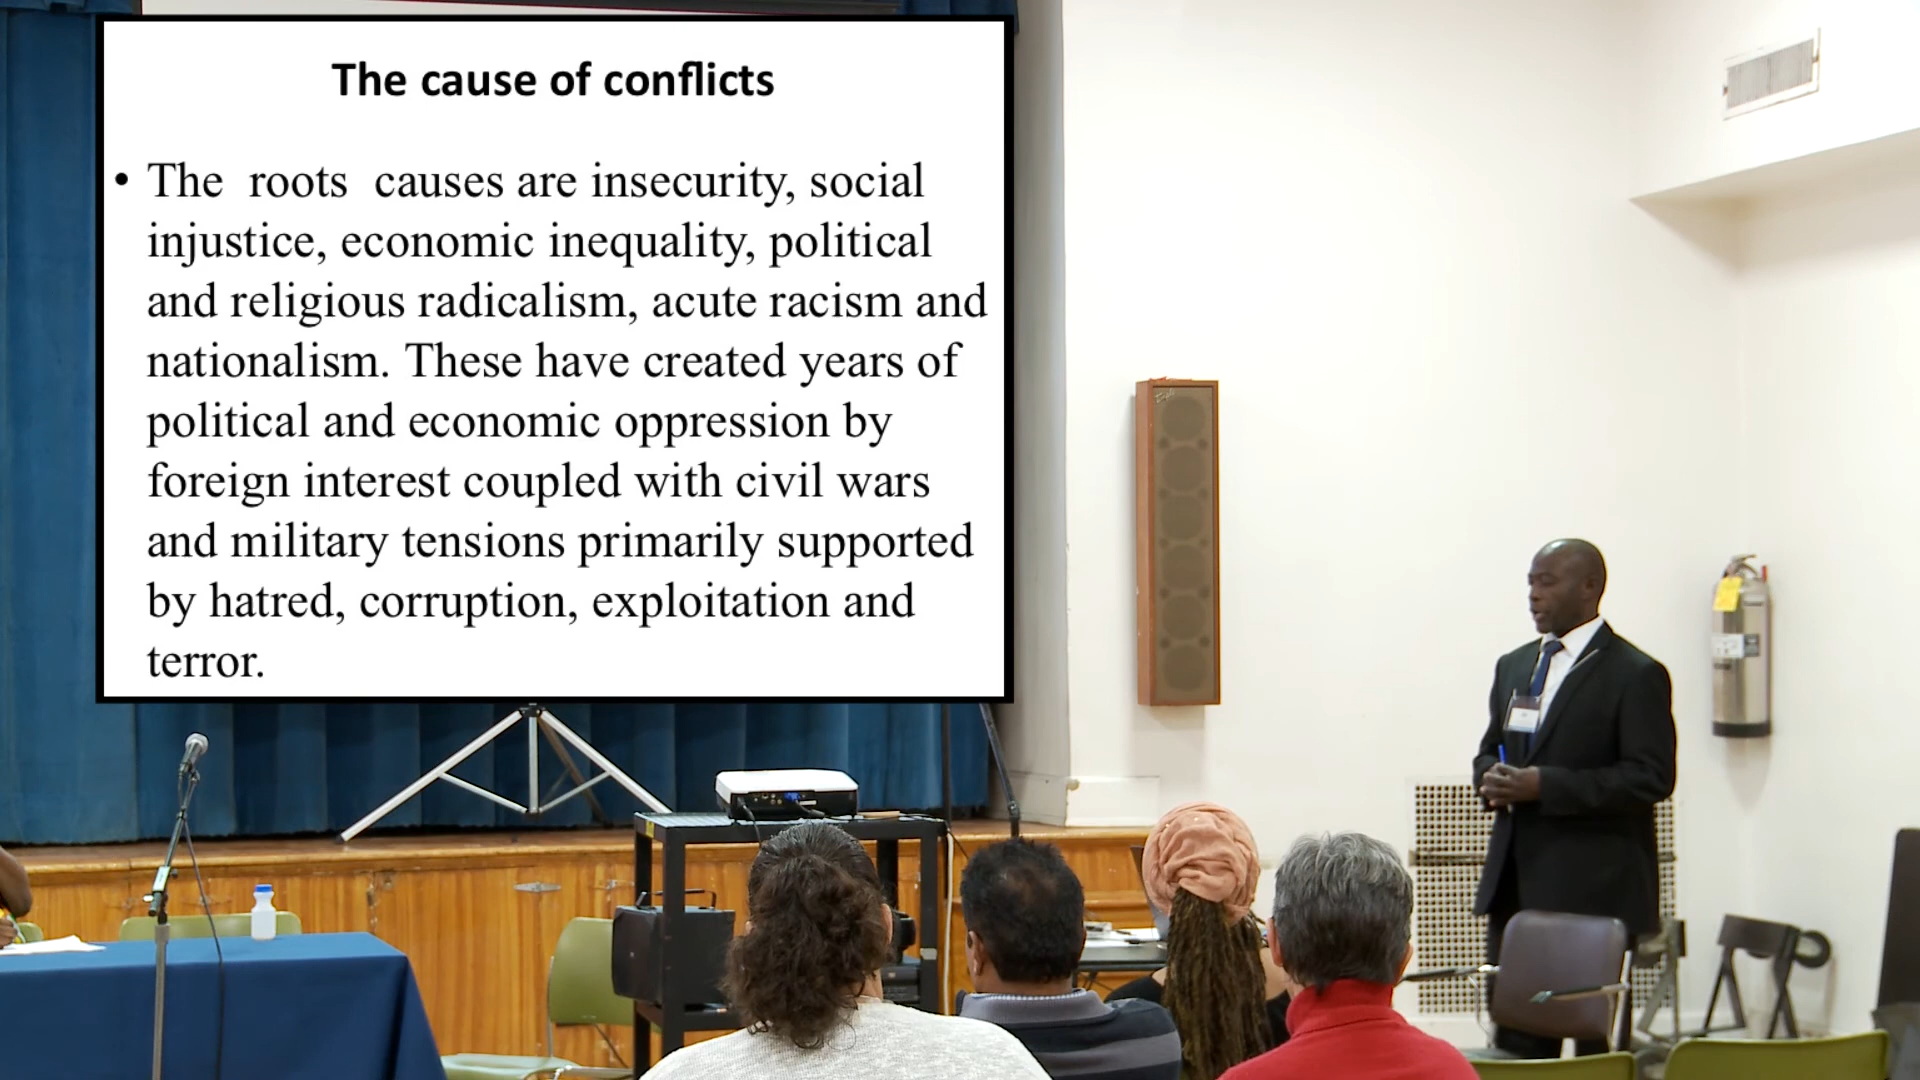 The cause of conflicts
• The roots causes are insecurity, social
injustice, economic inequality, political
and religious radicalism, acute racism and
nationalism. These have created years of
political and economic oppression by
foreign interest coupled with civil wars
and military tensions primarily supported
by hatred, corruption, exploitation and
terror.